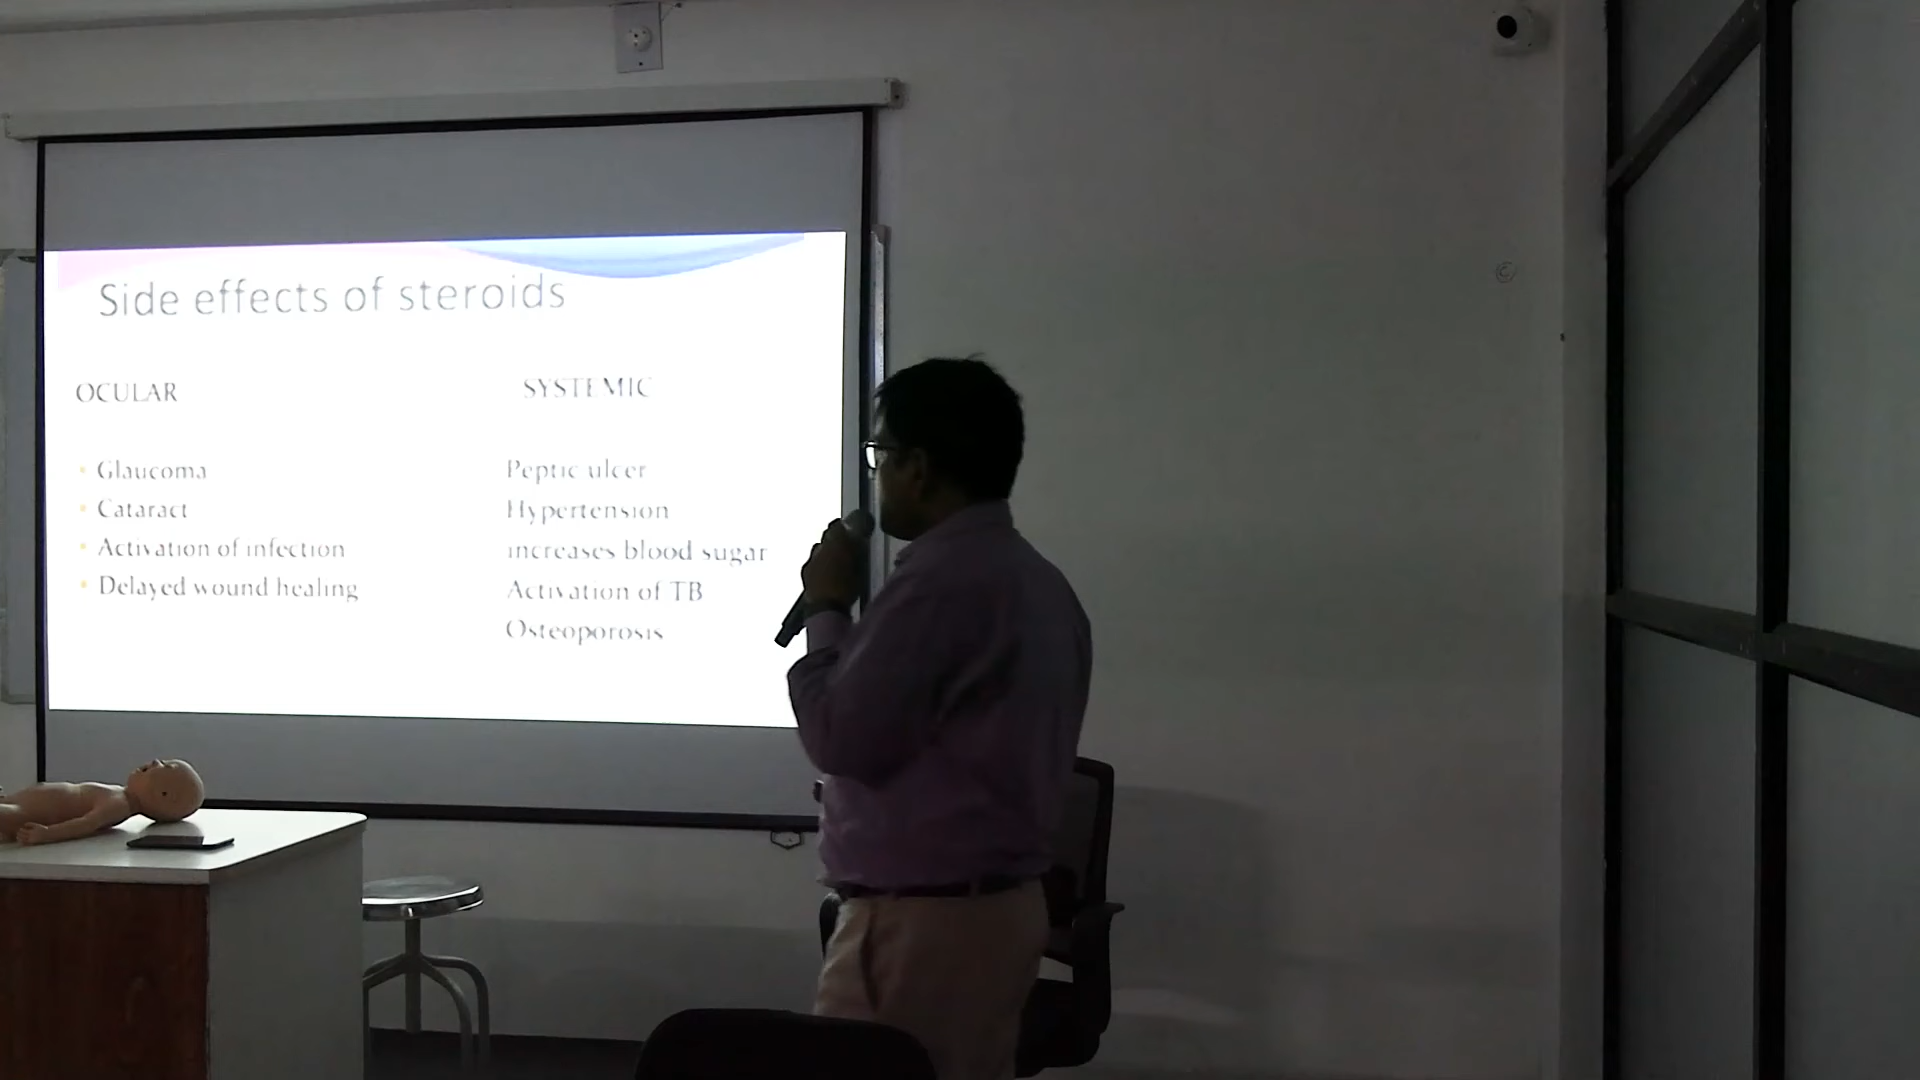 Side effects of steroids
OCULAR
Glaucoma
Cataract
Activation of infection
Delayed wound healing
SYSTEMIC
Peptic ulcer
Hypertension
increases blood sugar
Activation of TB
Osteoporosis